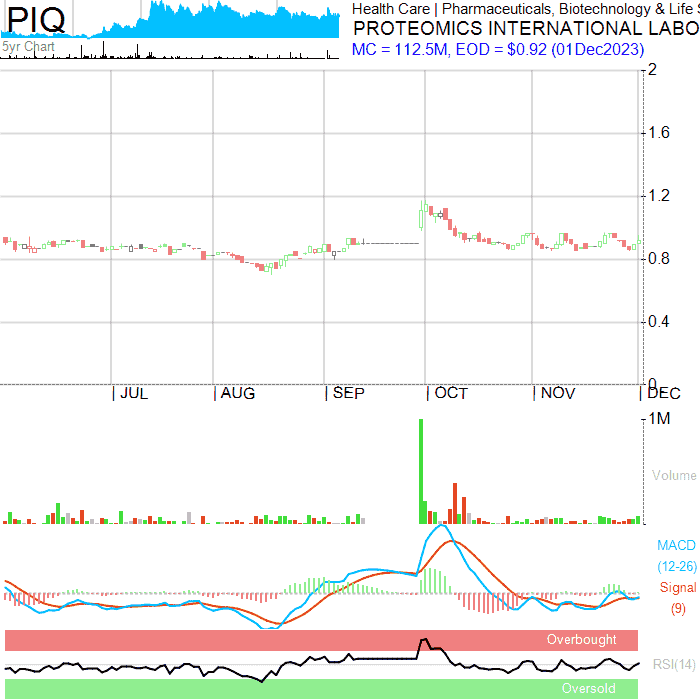 PIQ
5yr Chart
Health Care | Pharmaceuticals, Biotechnology & Life S
PROTEOMICS INTERNATIONAL LABO
MC = 112.5M, EOD = $0.92 (01Dec2023)
2
1.6
1.2
0.8
0.4
0
JUL AUG SEP OCT NOV DEC
1M
Volume
MACD
(12-26)
Signal
(9)
Overbought
RSI(14)
Oversold